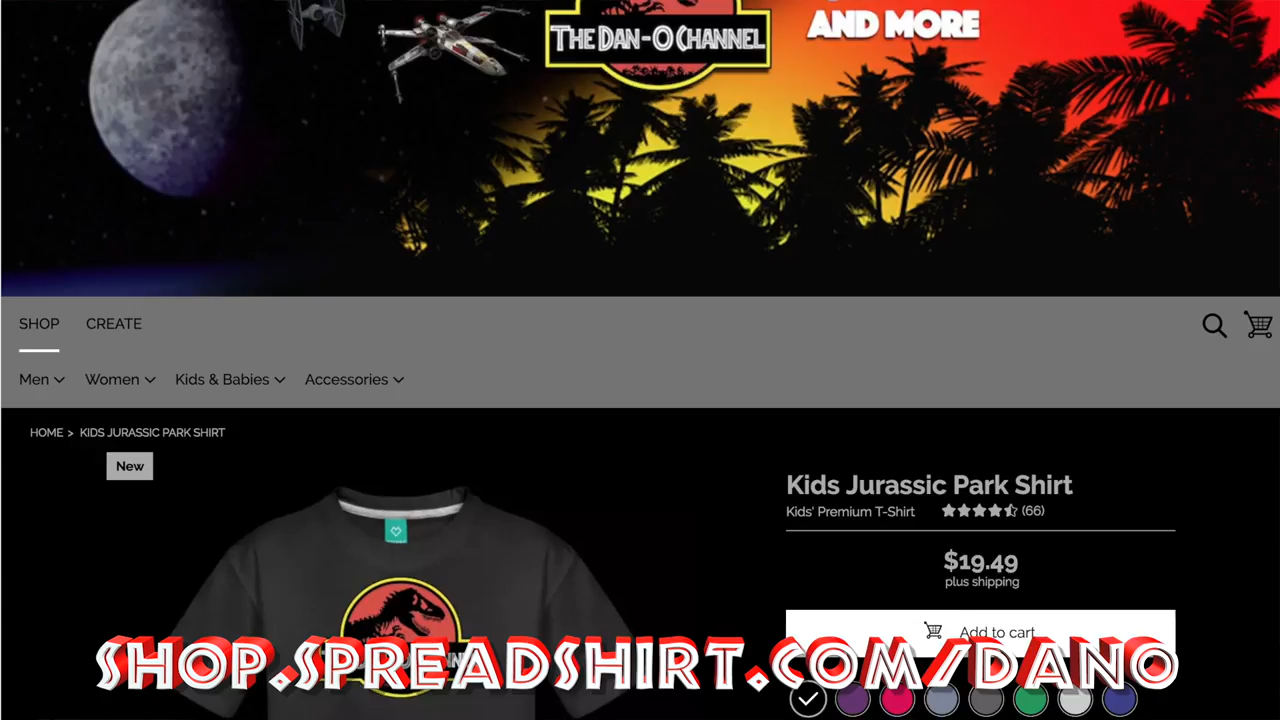 AND MORE
THE DAN-O CHANNEL
SHOP CREATE
Men Women Kids & Babies Accessories
HOME > KIDS JURASSIC PARK SHIRT
New
Kids Jurassic Park Shirt
Kids' Premium T-Shirt (66)
$19.49
plus shipping
Add to cart
SHOP.SPREADSHIRT.COM/DANO